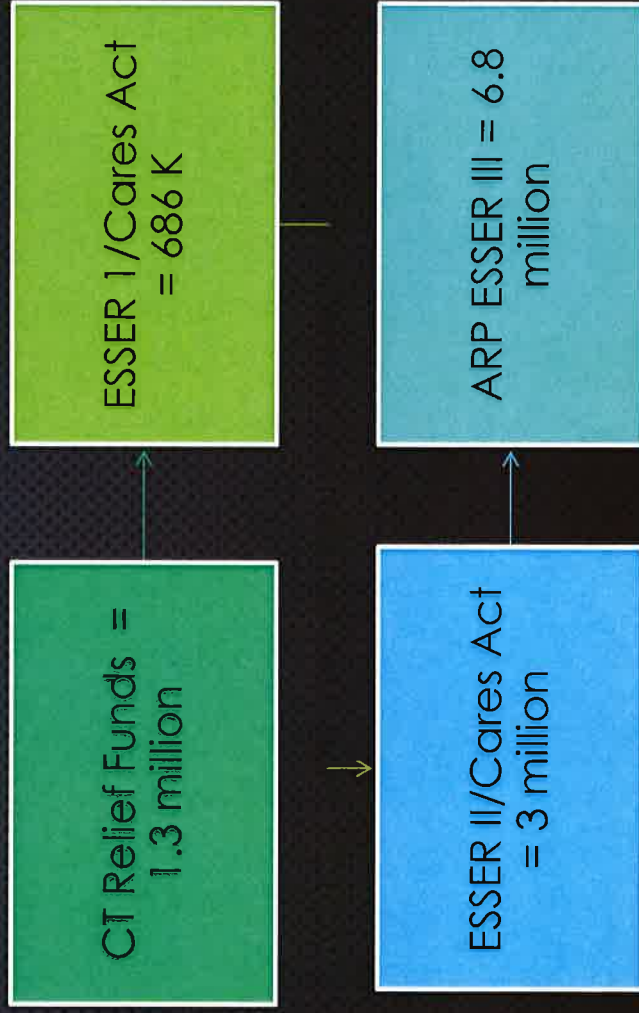 CT Relief Funds =
1.3 million
ESSER 1/Cares Act
= 686 K
ESSER II/Cares Act
= 3 million
ARP ESSER III = 6.8
million